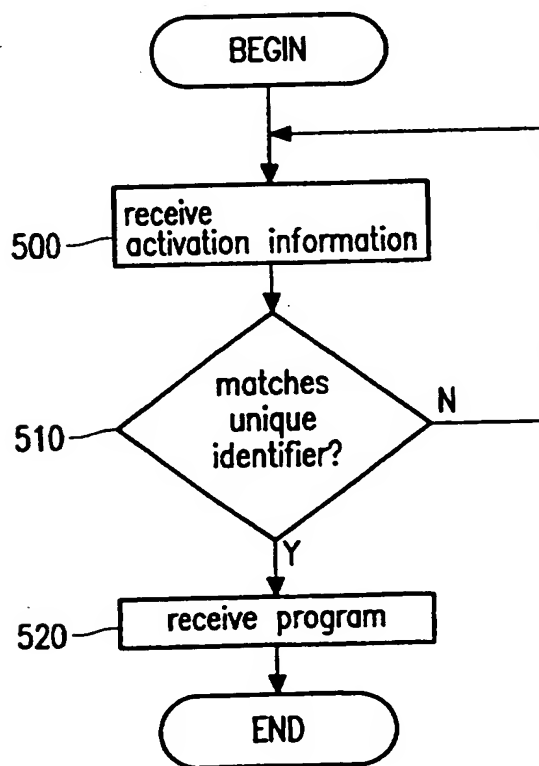 BEGIN
receive
activation information
500
matches
unique
identifier?
N
510
Y
receive program
520
END